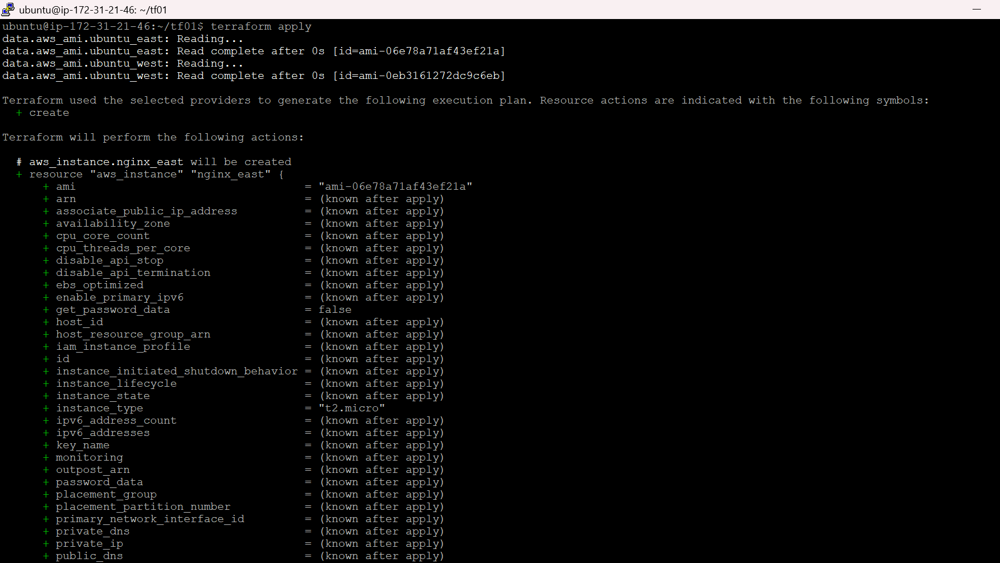 ubuntu@ip-172-31-21-46: ~/tf01
ubuntu@ip-172-31-21-46:~/tf01$ terraform apply
data.aws_ami.ubuntu_east: Reading...
data.aws_ami.ubuntu_east: Read complete after 0s [id=ami-06e78a71af43ef21a]
data.aws_ami.ubuntu_west: Reading...
data.aws_ami.ubuntu_west: Read complete after 0s [id=ami-0eb3161272dc9c6eb]
Terraform used the selected providers to generate the following execution plan. Resource actions are indicated with the following symbols:
  + create
Terraform will perform the following actions:
  # aws_instance.nginx_east will be created
  + resource "aws_instance" "nginx_east" {
      + ami                                  = "ami-06e78a71af43ef21a"
      + arn                                  = (known after apply)
      + associate_public_ip_address          = (known after apply)
      + availability_zone                    = (known after apply)
      + cpu_core_count                       = (known after apply)
      + cpu_threads_per_core                 = (known after apply)
      + disable_api_stop                     = (known after apply)
      + disable_api_termination              = (known after apply)
      + ebs_optimized                        = (known after apply)
      + enable_primary_ipv6                  = (known after apply)
      + get_password_data                    = false
      + host_id                              = (known after apply)
      + host_resource_group_arn              = (known after apply)
      + iam_instance_profile                 = (known after apply)
      + id                                   = (known after apply)
      + instance_initiated_shutdown_behavior = (known after apply)
      + instance_lifecycle                   = (known after apply)
      + instance_state                       = (known after apply)
      + instance_type                        = "t2.micro"
      + ipv6_address_count                   = (known after apply)
      + ipv6_addresses                       = (known after apply)
      + key_name                             = (known after apply)
      + monitoring                           = (known after apply)
      + outpost_arn                          = (known after apply)
      + password_data                        = (known after apply)
      + placement_group                      = (known after apply)
      + placement_partition_number           = (known after apply)
      + primary_network_interface_id         = (known after apply)
      + private_dns                          = (known after apply)
      + private_ip                           = (known after apply)
      + public_dns                           = (known after apply)